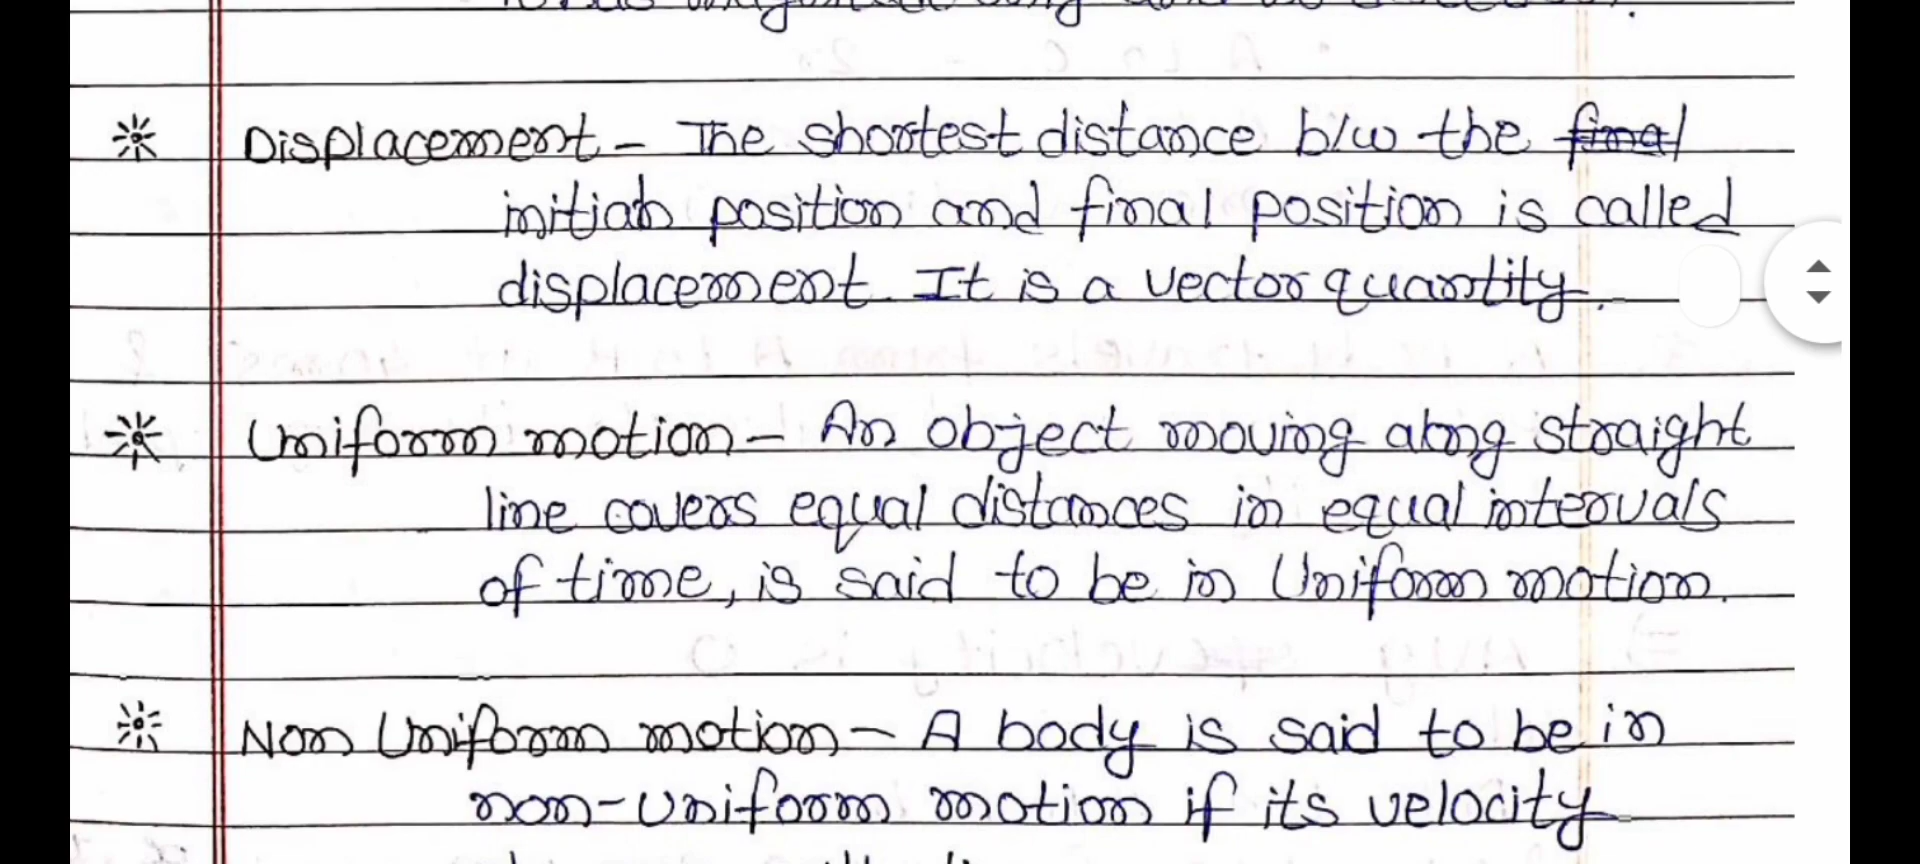 Displacement - The shortest distance b/w the final
initial position and final position is called
displacement. It is a vector quantity.
Uniform motion - An object moving along straight
line covers equal distances in equal intervals
of time, is said to be in Uniform motion.
Non Uniform motion - A body is said to be in
non-uniform motion if its velocity